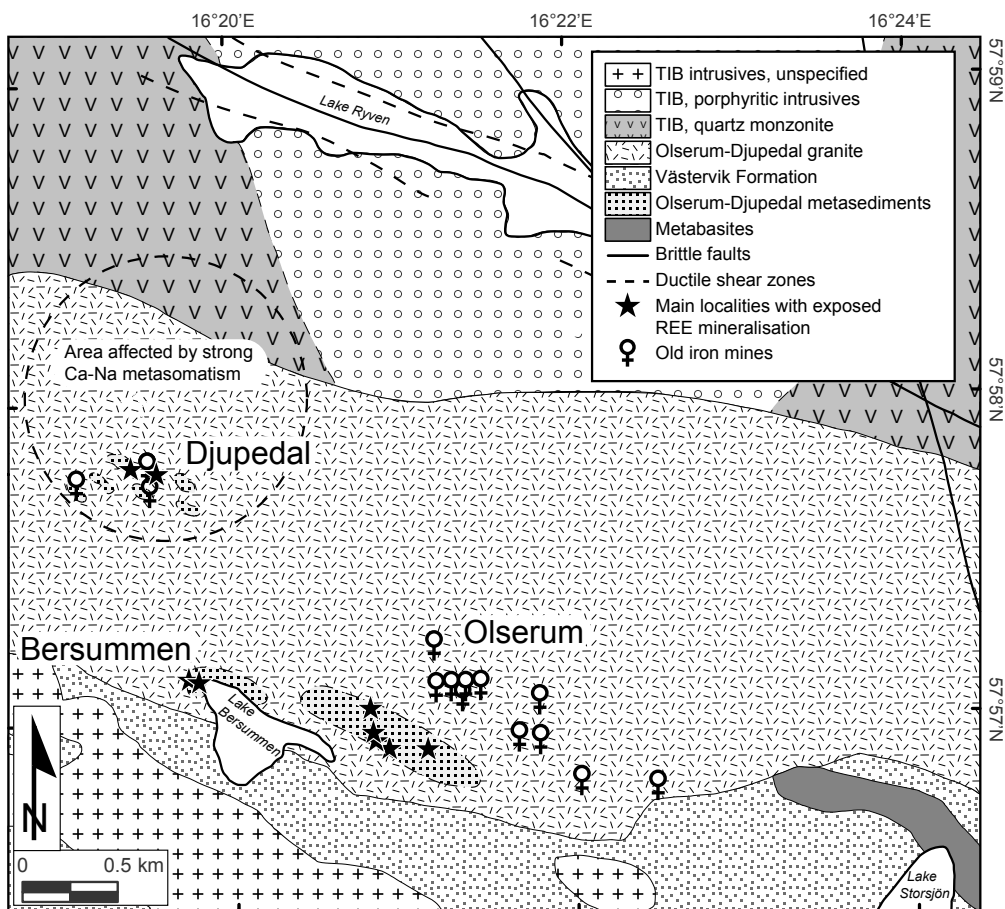 16°20'E
16°22'E
16°24'E
57°59'N
57°58'N
57°57'N
Lake Ryven
TIB intrusives, unspecified
TIB, porphyritic intrusives
TIB, quartz monzonite
Olserum-Djupedal granite
Västervik Formation
Olserum-Djupedal metasediments
Metabasites
Brittle faults
Ductile shear zones
Main localities with exposed
REE mineralisation
Old iron mines
Area affected by strong
Ca-Na metasomatism
Djupedal
Olserum
Bersummen
Lake
Bersummen
N
0
0.5 km
Lake
Storsjön